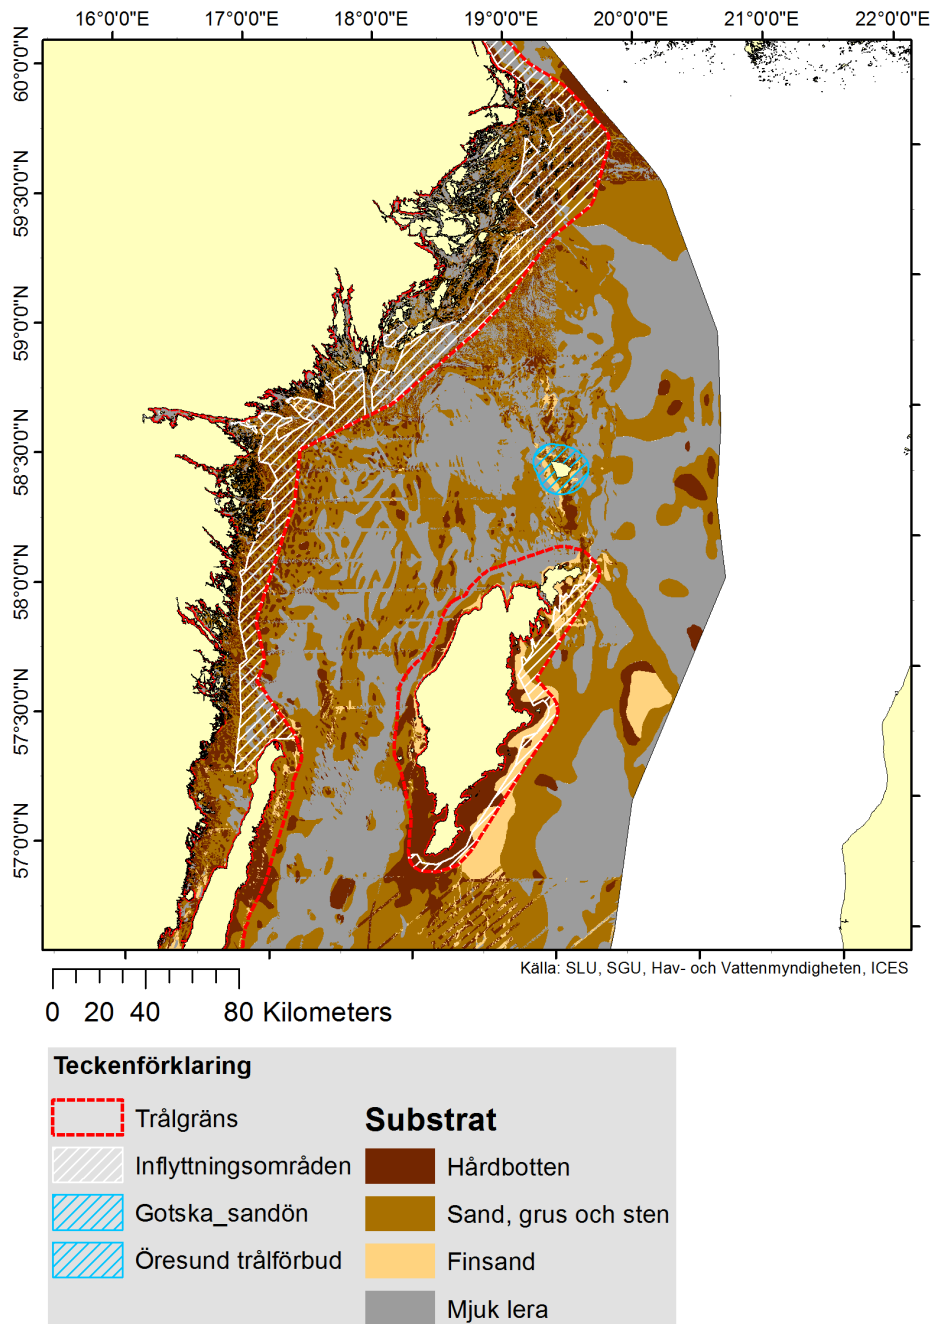 16°0'0"E 17°0'0"E 18°0'0"E 19°0'0"E 20°0'0"E 21°0'0"E 22°0'0"E
60°0'0"N
59°30'0"N
59°0'0"N
58°30'0"N
58°0'0"N
57°30'0"N
57°0'0"N
Källa: SLU, SGU, Hav- och Vattenmyndigheten, ICES
0 20 40 80 Kilometers
Teckenförklaring
Trålgräns
Inflyttningsområden
Gotska_sandön
Öresund trålförbud
Substrat
Hårdbotten
Sand, grus och sten
Finsand
Mjuk lera